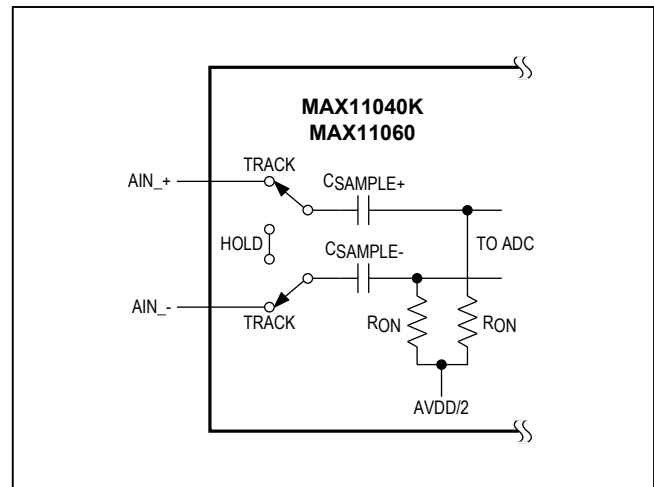 MAX11040K
MAX11060
TRACK
CSAMPLE+
AIN_+
HOLD
TO ADC
CSAMPLE-
AIN_-
TRACK
RON
RON
AVDD/2